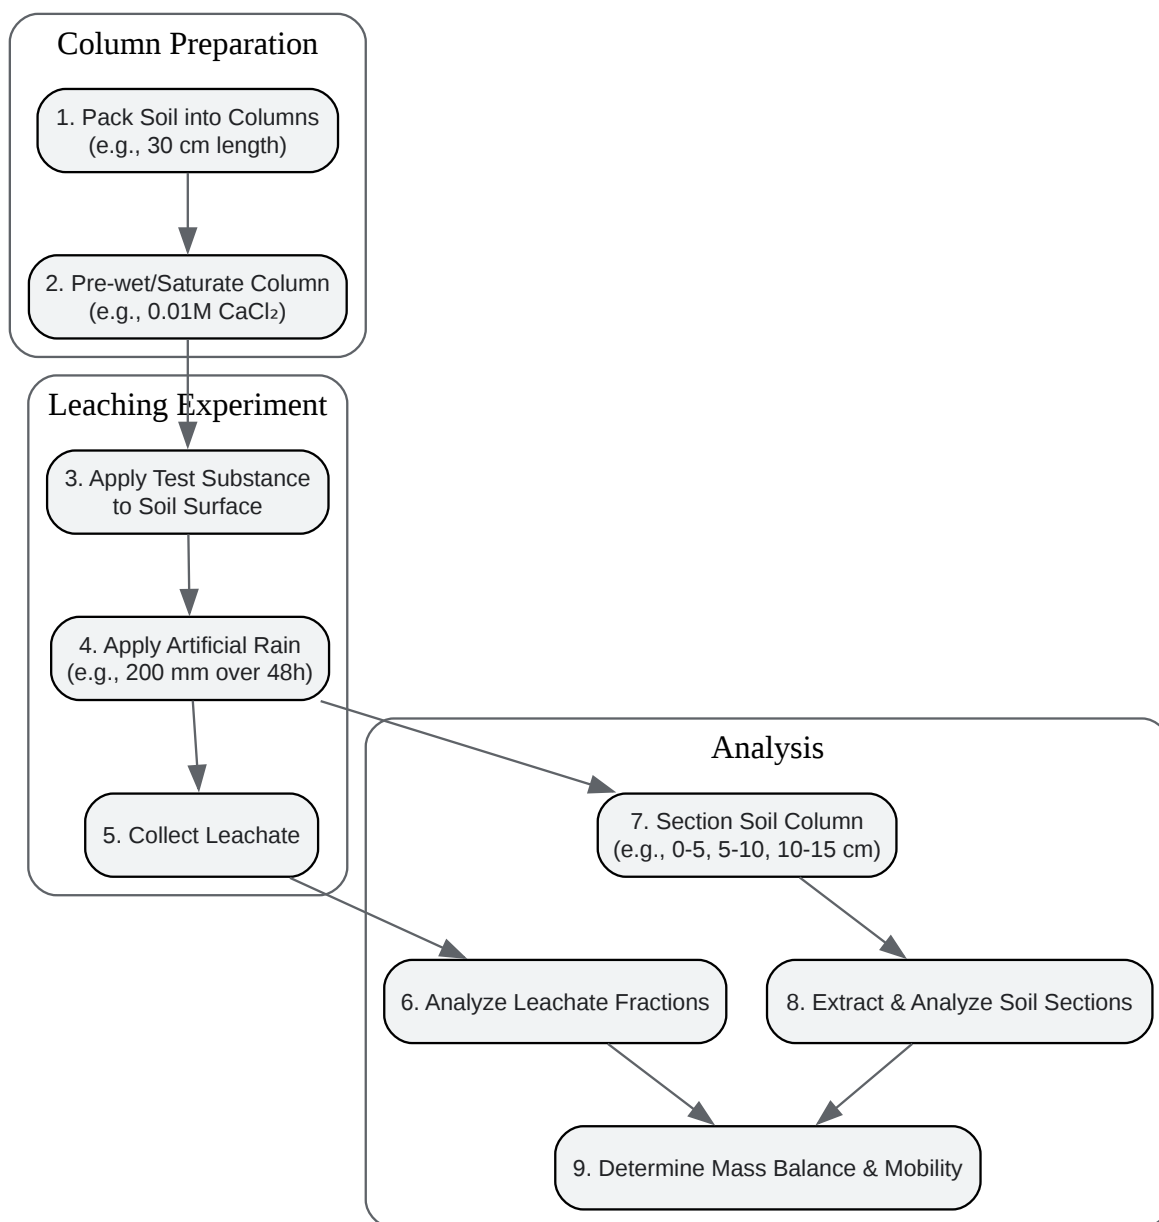 Column Preparation
1. Pack Soil into Columns
(e.g., 30 cm length)
2. Pre-wet/Saturate Column
(e.g., 0.01M CaCl₂)
Leaching Experiment
3. Apply Test Substance
to Soil Surface
4. Apply Artificial Rain
(e.g., 200 mm over 48h)
5. Collect Leachate
Analysis
7. Section Soil Column
(e.g., 0-5, 5-10, 10-15 cm)
6. Analyze Leachate Fractions
8. Extract & Analyze Soil Sections
9. Determine Mass Balance & Mobility